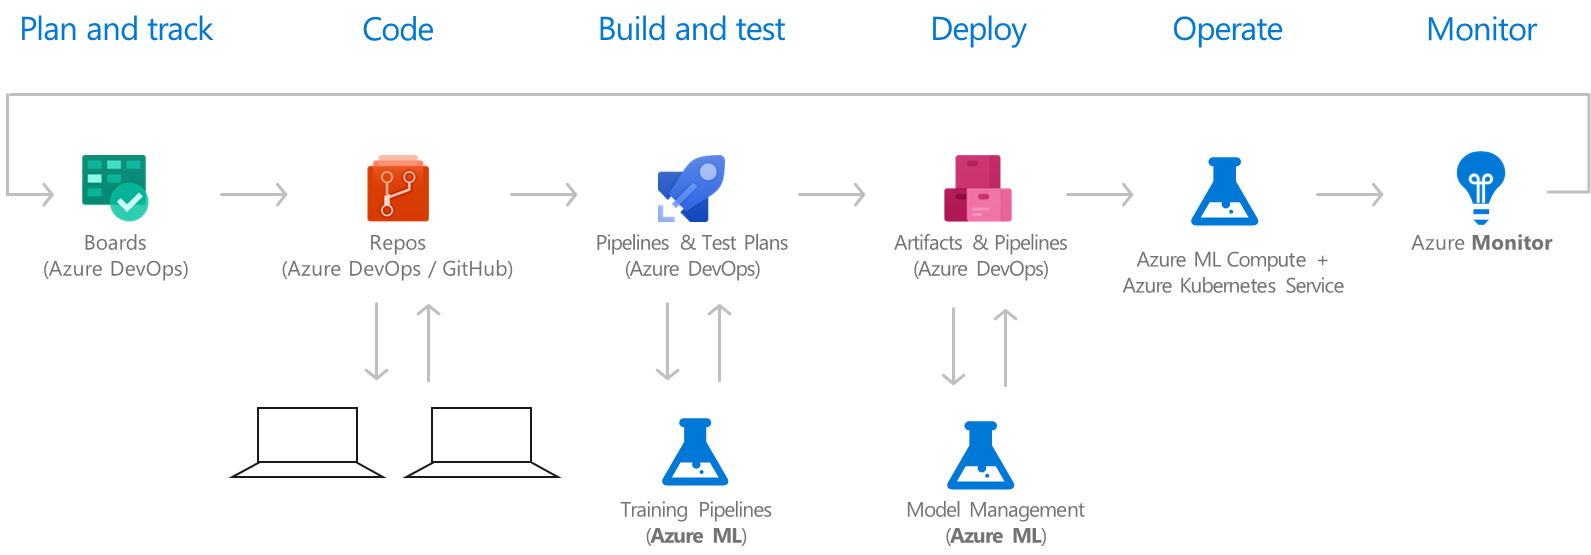 Plan and track
Code
Build and test
Deploy
Operate
Monitor
Boards
(Azure DevOps)
Repos
(Azure DevOps / GitHub)
Pipelines & Test Plans
(Azure DevOps)
Artifacts & Pipelines
(Azure DevOps)
Azure ML Compute +
Azure Kubernetes Service
Azure Monitor
Training Pipelines
(Azure ML)
Model Management
(Azure ML)